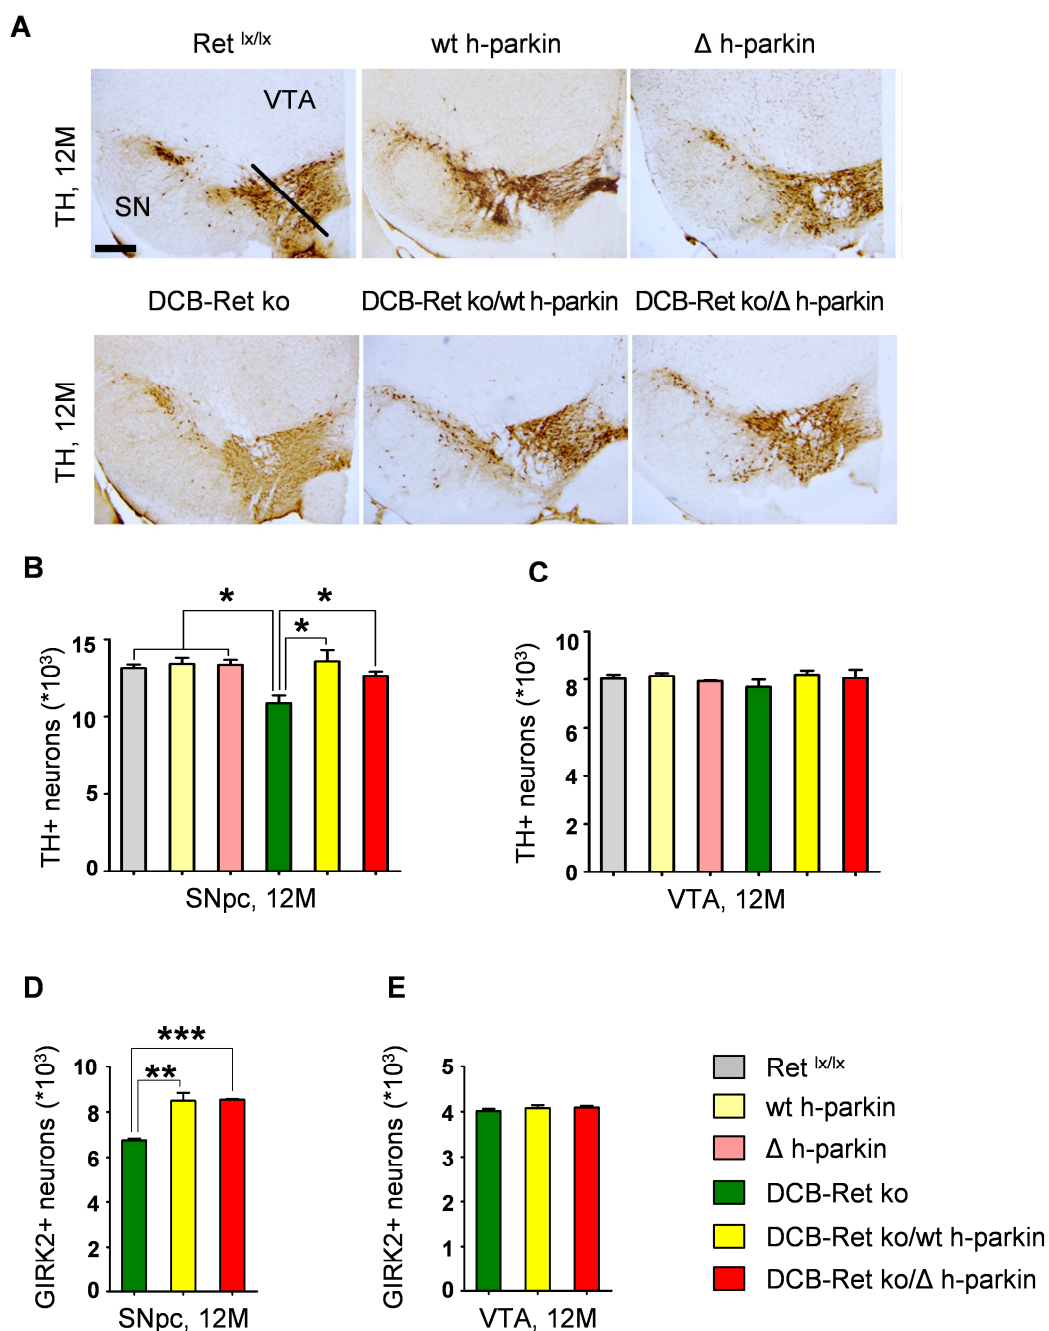 A
Ret lx/lx
wt h-parkin
Δ h-parkin
TH, 12M
VTA
SN
DCB-Ret ko
DCB-Ret ko/wt h-parkin
DCB-Ret ko/Δ h-parkin
TH, 12M
B
*
*
*
TH+ neurons (*10³)
15
10
5
0
SNpc, 12M
C
TH+ neurons (*10³)
10
8
6
4
2
0
VTA, 12M
D
***
**
GIRK2+ neurons (*10³)
10
8
6
4
2
0
SNpc, 12M
E
GIRK2+ neurons (*10³)
5
4
3
2
1
0
VTA, 12M
Ret lx/lx
wt h-parkin
Δ h-parkin
DCB-Ret ko
DCB-Ret ko/wt h-parkin
DCB-Ret ko/Δ h-parkin